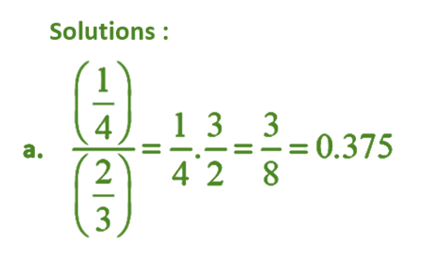 Solutions :
a. (1/4) / (2/3) = 1/4 . 3/2 = 3/8 = 0.375